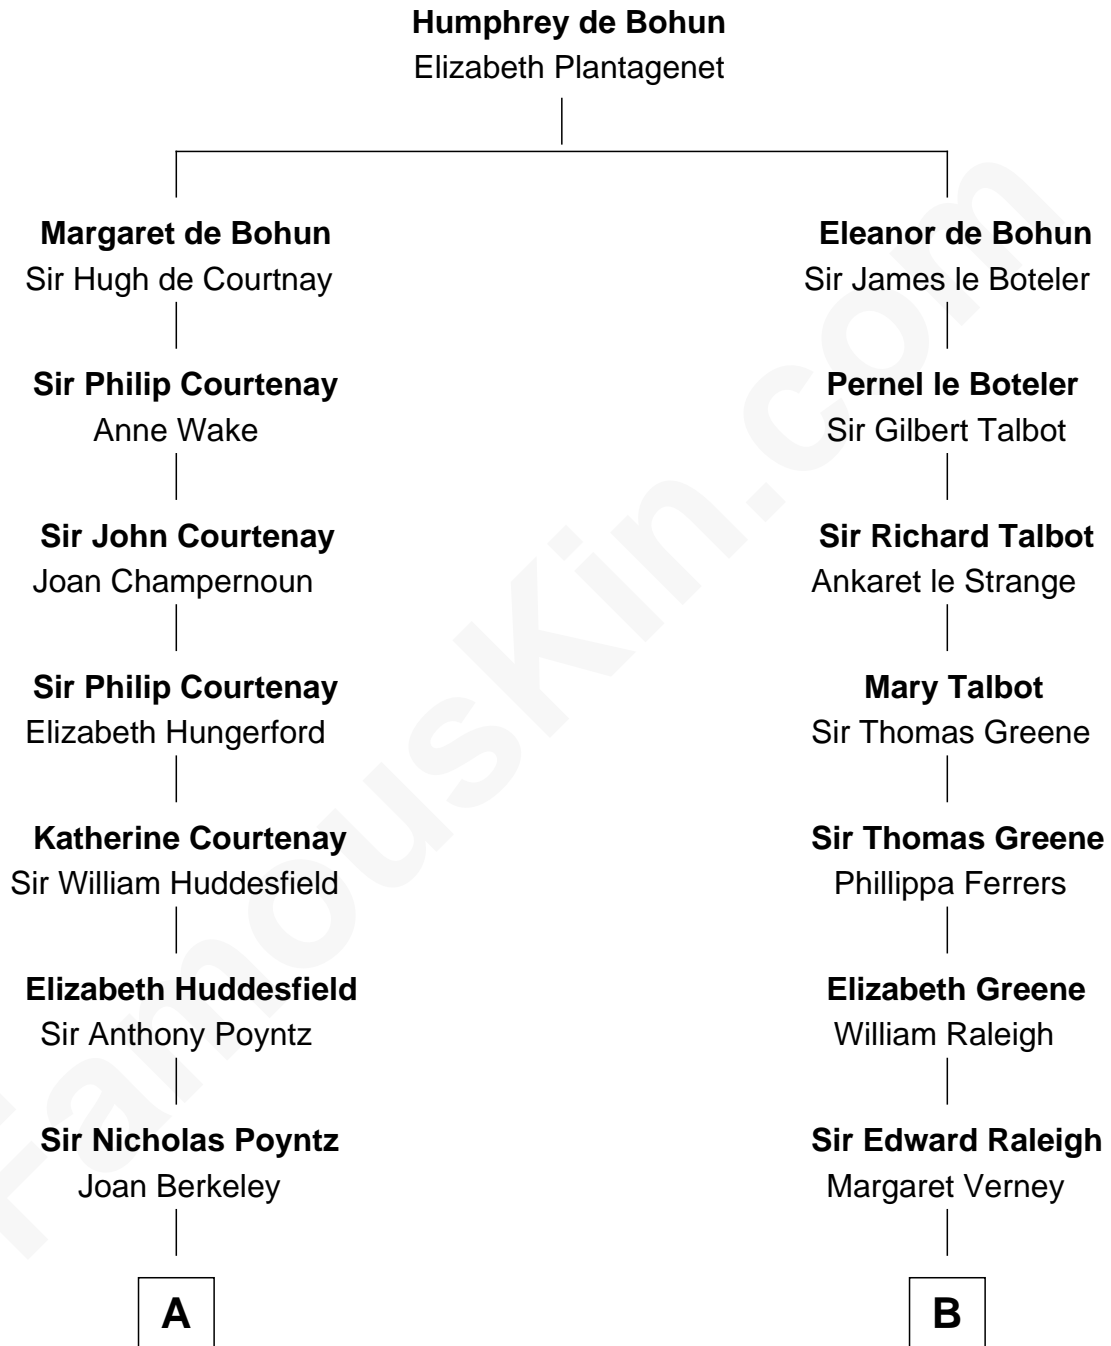 Humphrey de Bohun
Elizabeth Plantagenet
Margaret de Bohun
Sir Hugh de Courtnay
Sir Philip Courtenay
Anne Wake
Sir John Courtenay
Joan Champernoun
Sir Philip Courtenay
Elizabeth Hungerford
Katherine Courtenay
Sir William Huddesfield
Elizabeth Huddesfield
Sir Anthony Poyntz
Sir Nicholas Poyntz
Joan Berkeley
A
Eleanor de Bohun
Sir James le Boteler
Pernel le Boteler
Sir Gilbert Talbot
Sir Richard Talbot
Ankaret le Strange
Mary Talbot
Sir Thomas Greene
Sir Thomas Greene
Phillippa Ferrers
Elizabeth Greene
William Raleigh
Sir Edward Raleigh
Margaret Verney
B
FamousKin.com